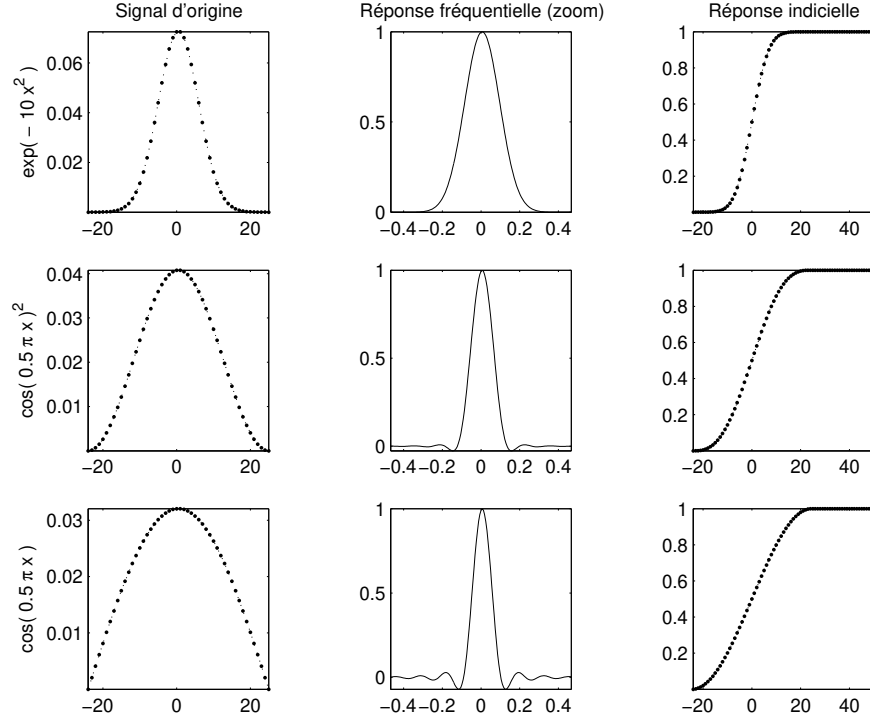 Signal d'origine
Réponse fréquentielle (zoom)
Réponse indicielle
exp( − 10 x²)
0.06
0.04
0.02
−20 0 20
1
0.5
0
−0.4 −0.2 0 0.2 0.4
1
0.8
0.6
0.4
0.2
−20 0 20 40
cos( 0.5 π x )²
0.04
0.03
0.02
0.01
−20 0 20
1
0.5
0
−0.4 −0.2 0 0.2 0.4
1
0.8
0.6
0.4
0.2
−20 0 20 40
cos( 0.5 π x )
0.03
0.02
0.01
−20 0 20
1
0.5
0
−0.4 −0.2 0 0.2 0.4
1
0.8
0.6
0.4
0.2
−20 0 20 40